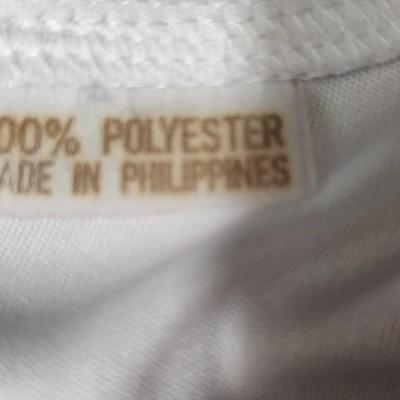 00% POLYESTER
ADE IN PHILIPPINES